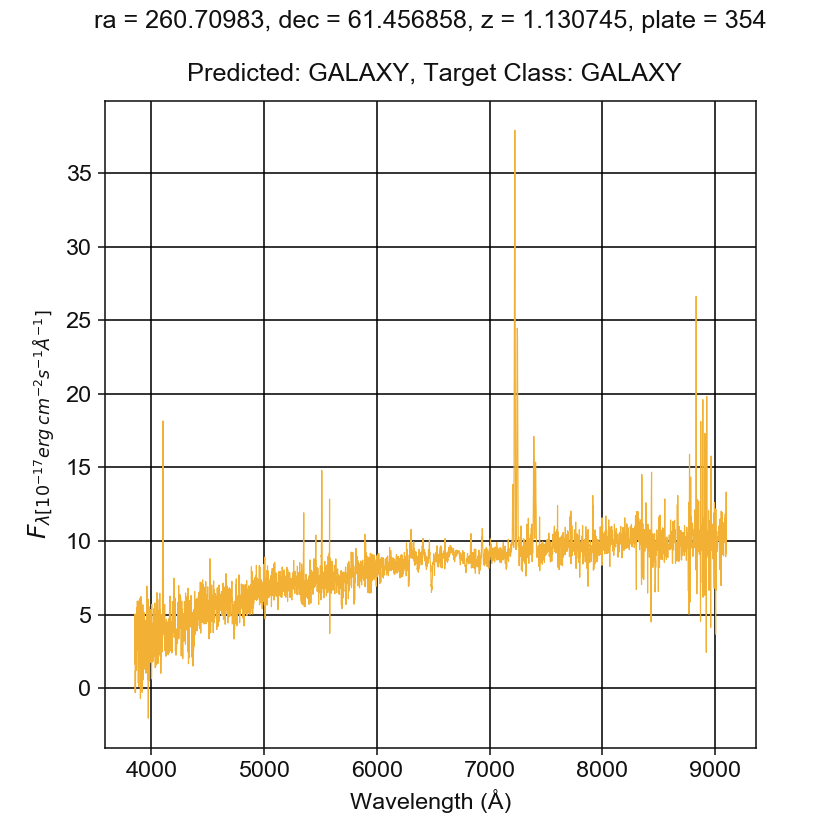 ra = 260.70983, dec = 61.456858, z = 1.130745, plate = 354
Predicted: GALAXY, Target Class: GALAXY
35
30
25
20
15
10
5
0
F_λ[10^{-17} erg cm^{-2} s^{-1} Å^{-1}]
4000 5000 6000 7000 8000 9000
Wavelength (Å)